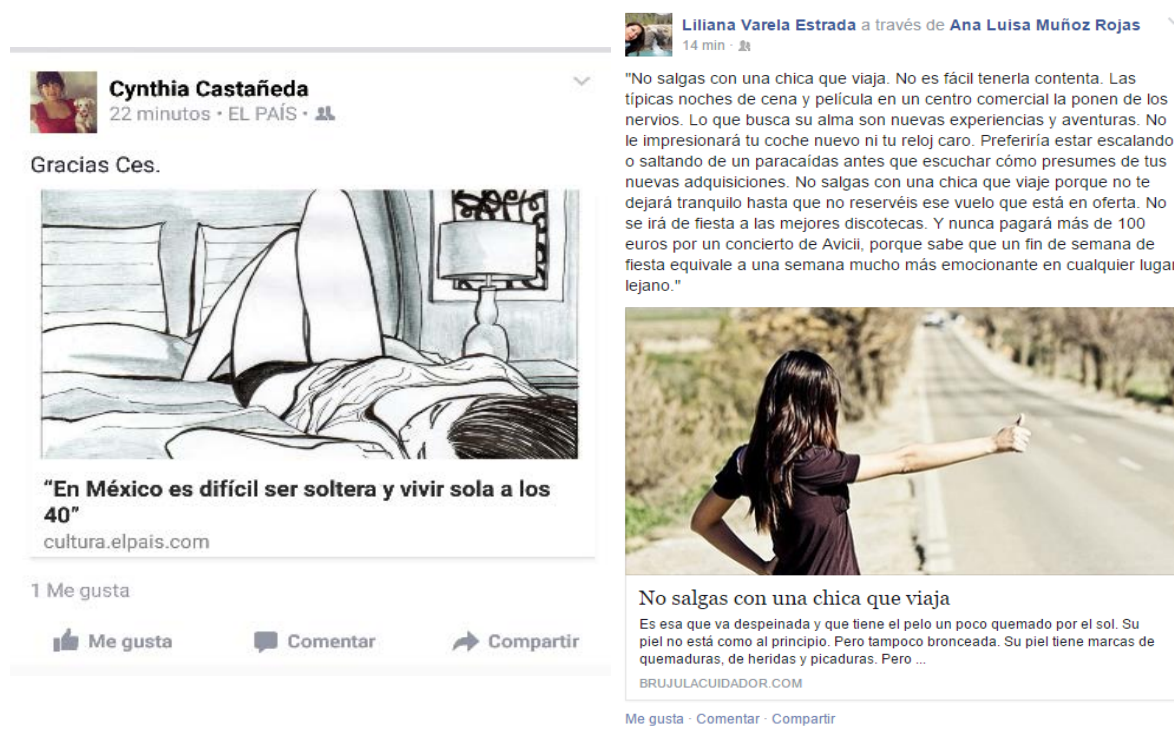 Cynthia Castañeda
22 minutos · EL PAÍS ·
Gracias Ces.
“En México es difícil ser soltera y vivir sola a los
40”
cultura.elpais.com
1 Me gusta
Me gusta Comentar Compartir
Liliana Varela Estrada a través de Ana Luisa Muñoz Rojas
14 min ·
"No salgas con una chica que viaja. No es fácil tenerla contenta. Las
típicas noches de cena y película en un centro comercial la ponen de los
nervios. Lo que busca su alma son nuevas experiencias y aventuras. No
le impresionará tu coche nuevo ni tu reloj caro. Preferiría estar escalando
o saltando de un paracaídas antes que escuchar cómo presumes de tus
nuevas adquisiciones. No salgas con una chica que viaje porque no te
dejará tranquilo hasta que no reservéis ese vuelo que está en oferta. No
se irá de fiesta a las mejores discotecas. Y nunca pagará más de 100
euros por un concierto de Avicii, porque sabe que un fin de semana de
fiesta equivale a una semana mucho más emocionante en cualquier lugar
lejano."
No salgas con una chica que viaja
Es esa que va despeinada y que tiene el pelo un poco quemado por el sol. Su
piel no está como al principio. Pero tampoco bronceada. Su piel tiene marcas de
quemaduras, de heridas y picaduras. Pero ...
BRUJULACUIDADOR.COM
Me gusta · Comentar · Compartir